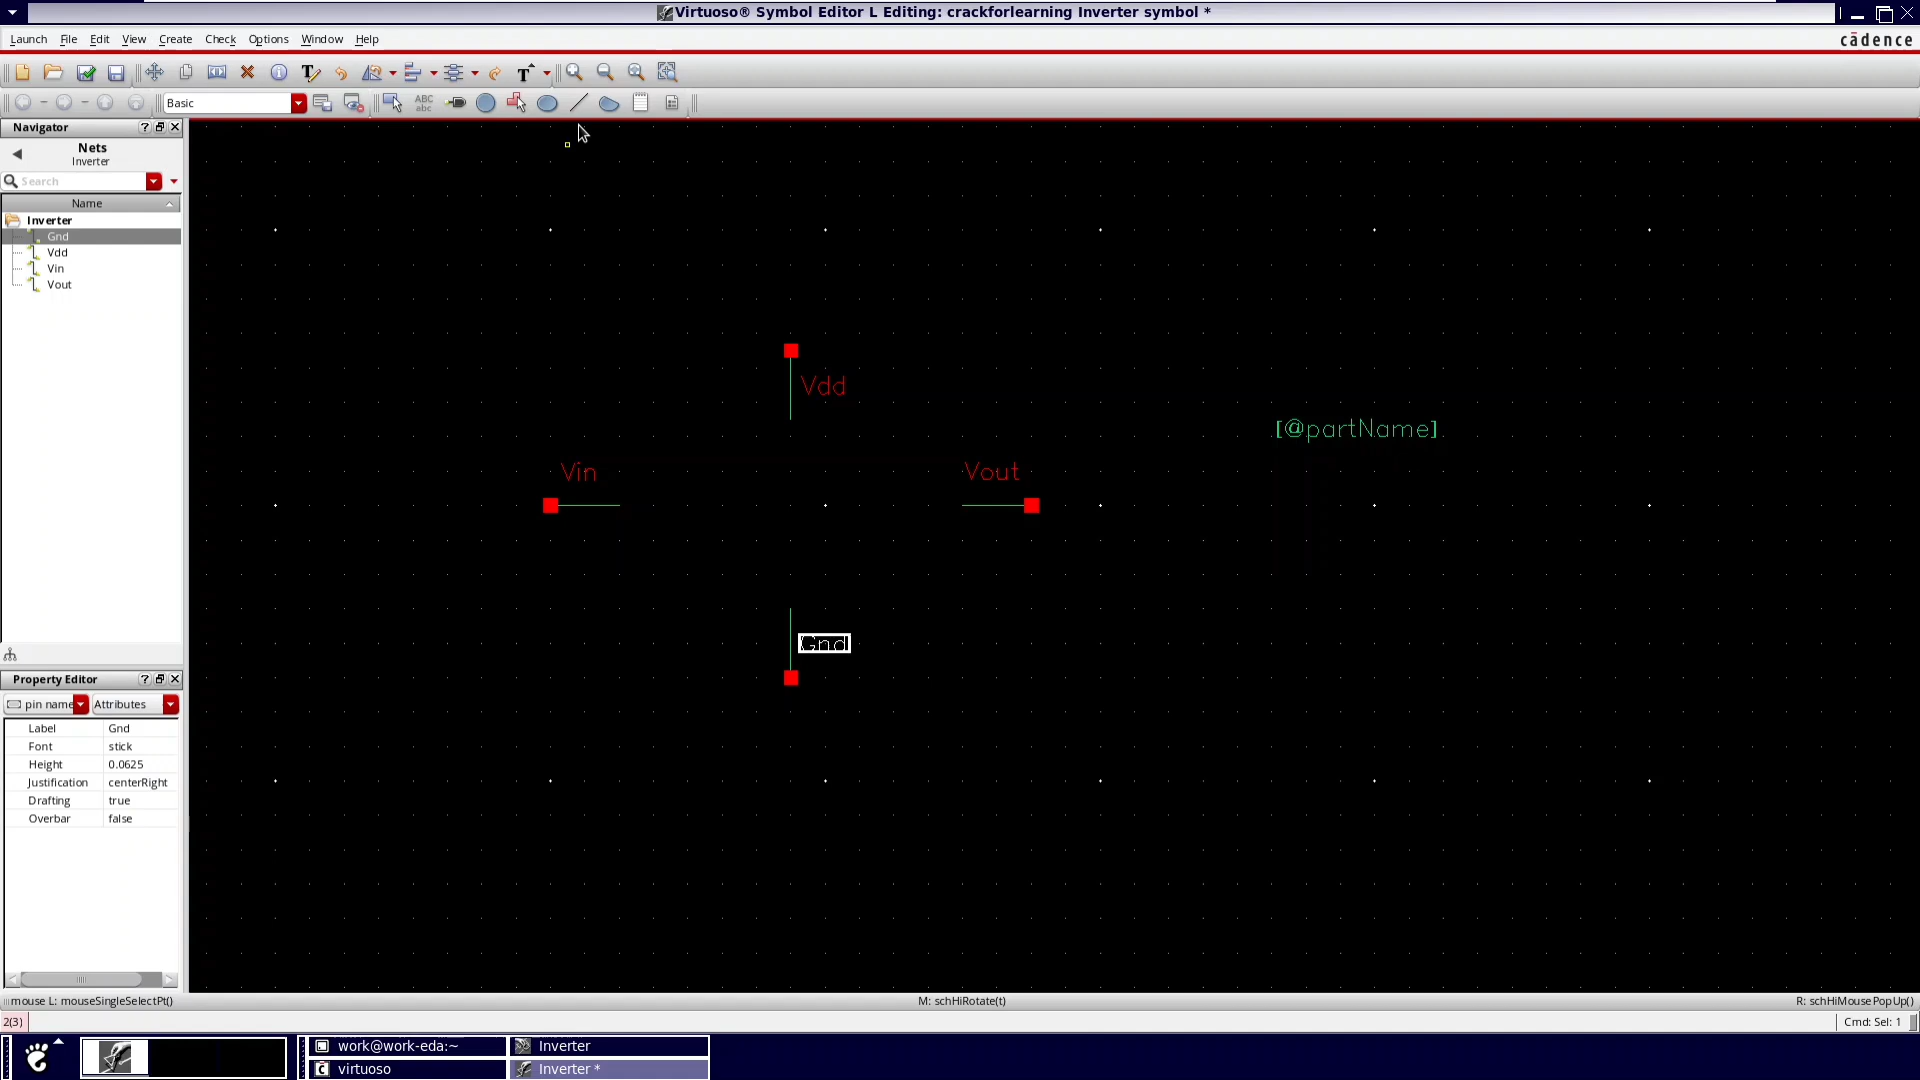 Virtuoso® Symbol Editor L Editing: crackforlearning Inverter symbol *
Launch File Edit View Create Check Options Window Help
cādence
Basic
ABC
abc
Navigator
Nets
Inverter
Search
Name
Inverter
Gnd
Vdd
Vin
Vout
Vdd
[@partName]
Vin
Vout
Gnd
Property Editor
pin name Attributes
Label Gnd
Font stick
Height 0.0625
Justification centerRight
Drafting true
Overbar false
mouse L: mouseSingleSelectPt() M: schHiRotate(t) R: schHiMousePopUp()
2(3) Cmd: Sel: 1
work@work-eda:~ Inverter
virtuoso Inverter *